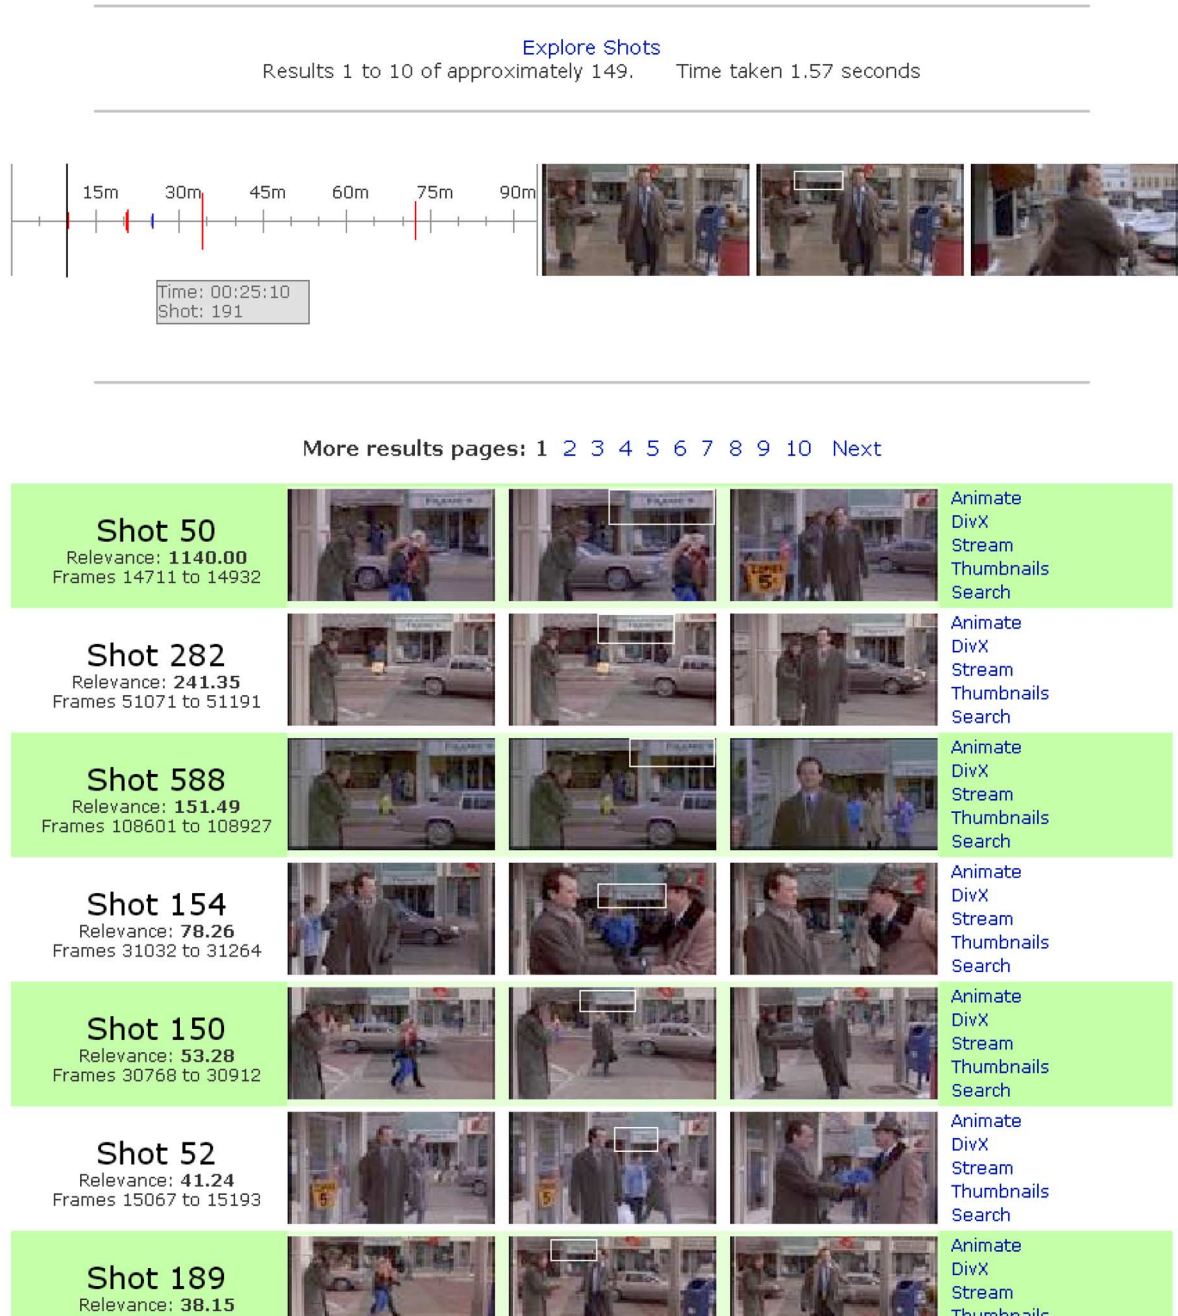 Explore Shots
Results 1 to 10 of approximately 149. Time taken 1.57 seconds
15m 30m 45m 60m 75m 90m
Time: 00:25:10
Shot: 191
More results pages: 1 2 3 4 5 6 7 8 9 10 Next
Shot 50
Relevance: 1140.00
Frames 14711 to 14932
Animate
DivX
Stream
Thumbnails
Search
Shot 282
Relevance: 241.35
Frames 51071 to 51191
Animate
DivX
Stream
Thumbnails
Search
Shot 588
Relevance: 151.49
Frames 108601 to 108927
Animate
DivX
Stream
Thumbnails
Search
Shot 154
Relevance: 78.26
Frames 31032 to 31264
Animate
DivX
Stream
Thumbnails
Search
Shot 150
Relevance: 53.28
Frames 30768 to 30912
Animate
DivX
Stream
Thumbnails
Search
Shot 52
Relevance: 41.24
Frames 15067 to 15193
Animate
DivX
Stream
Thumbnails
Search
Shot 189
Relevance: 38.15
Animate
DivX
Stream
Thumbnails